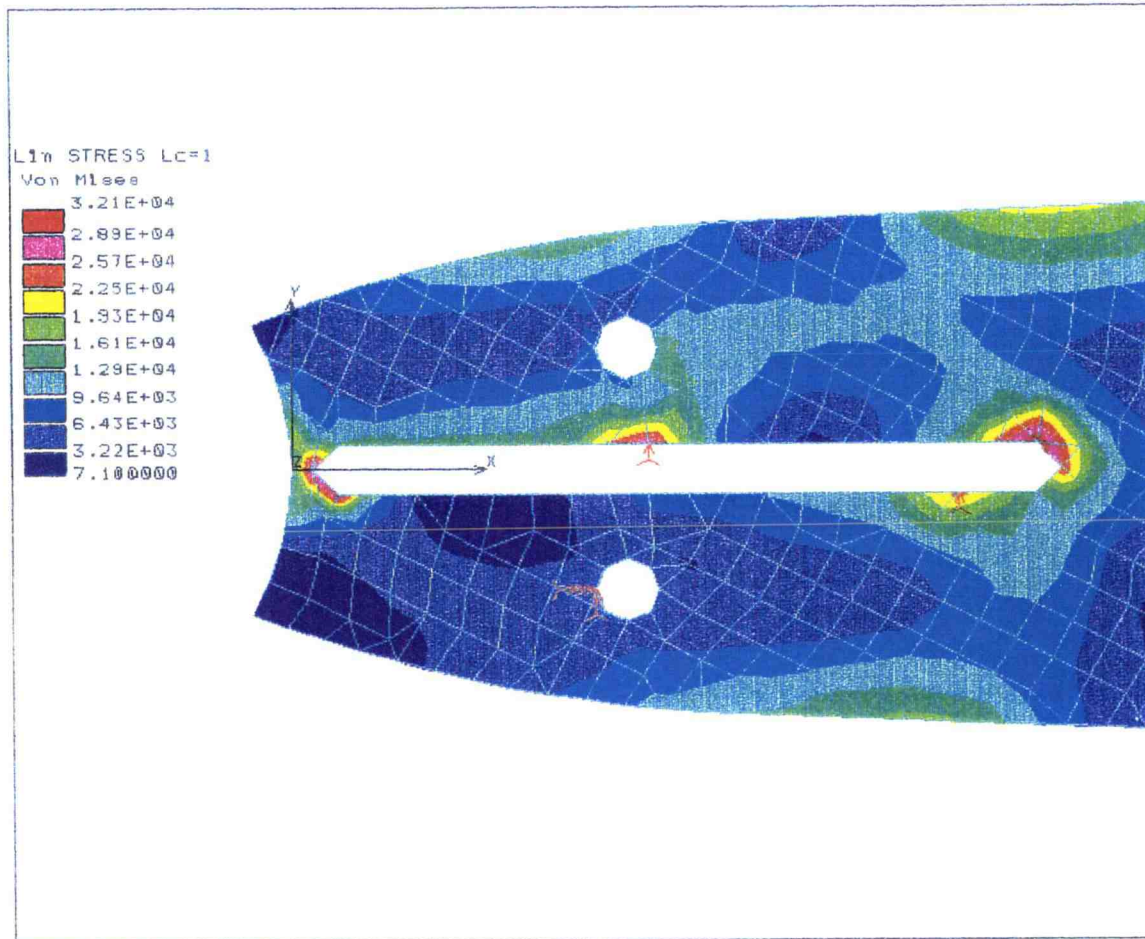 Lin STRESS Lc=1
Von Mises
3.21E+04
2.89E+04
2.57E+04
2.25E+04
1.93E+04
1.61E+04
1.29E+04
9.64E+03
6.43E+03
3.22E+03
7.100000
Y
Z
X